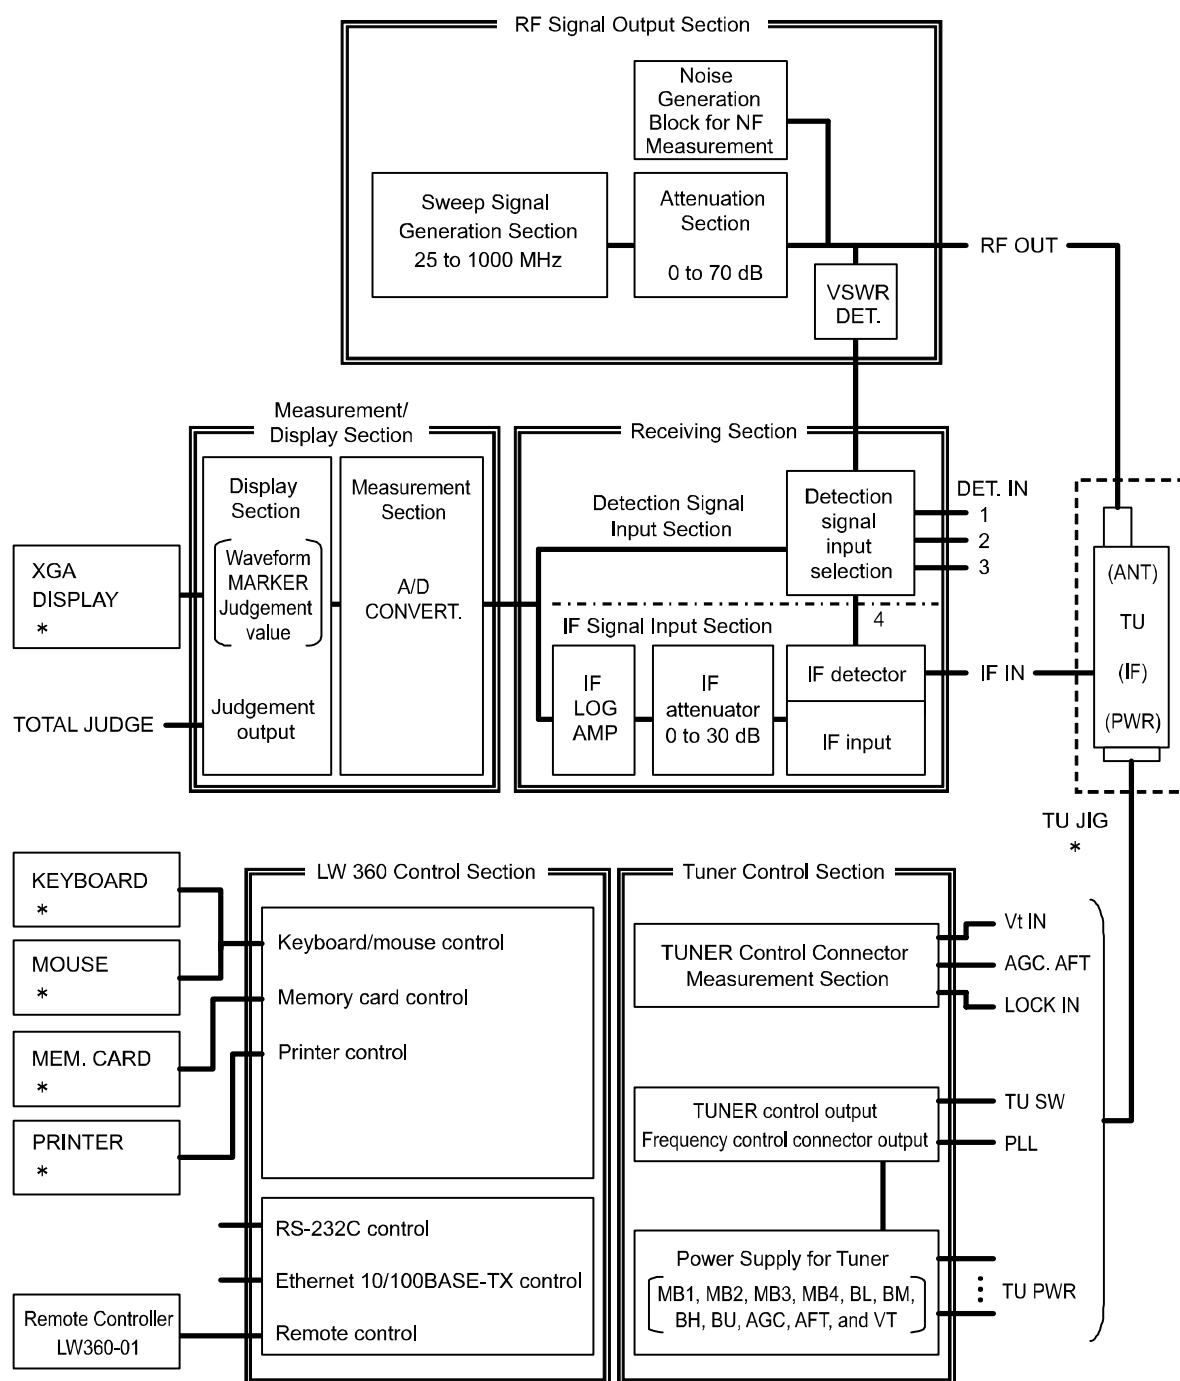 RF Signal Output Section
Noise
Generation
Block for NF
Measurement
Sweep Signal
Generation Section
25 to 1000 MHz
Attenuation
Section
0 to 70 dB
RF OUT
VSWR
DET.
Measurement/
Display Section
Receiving Section
Display
Section
Waveform
MARKER
Judgement
value
Judgement
output
Measurement
Section
A/D
CONVERT.
XGA
DISPLAY
*
TOTAL JUDGE
Detection Signal
Input Section
Detection
signal
input
selection
DET. IN
1
2
3
4
IF Signal Input Section
IF
LOG
AMP
IF
attenuator
0 to 30 dB
IF detector
IF input
IF IN
(ANT)
TU
(IF)
(PWR)
TU JIG
*
KEYBOARD
*
MOUSE
*
MEM. CARD
*
PRINTER
*
Remote Controller
LW360-01
LW 360 Control Section
Keyboard/mouse control
Memory card control
Printer control
RS-232C control
Ethernet 10/100BASE-TX control
Remote control
Tuner Control Section
TUNER Control Connector
Measurement Section
Vt IN
AGC. AFT
LOCK IN
TUNER control output
Frequency control connector output
TU SW
PLL
Power Supply for Tuner
MB1, MB2, MB3, MB4, BL, BM,
BH, BU, AGC, AFT, and VT
TU PWR